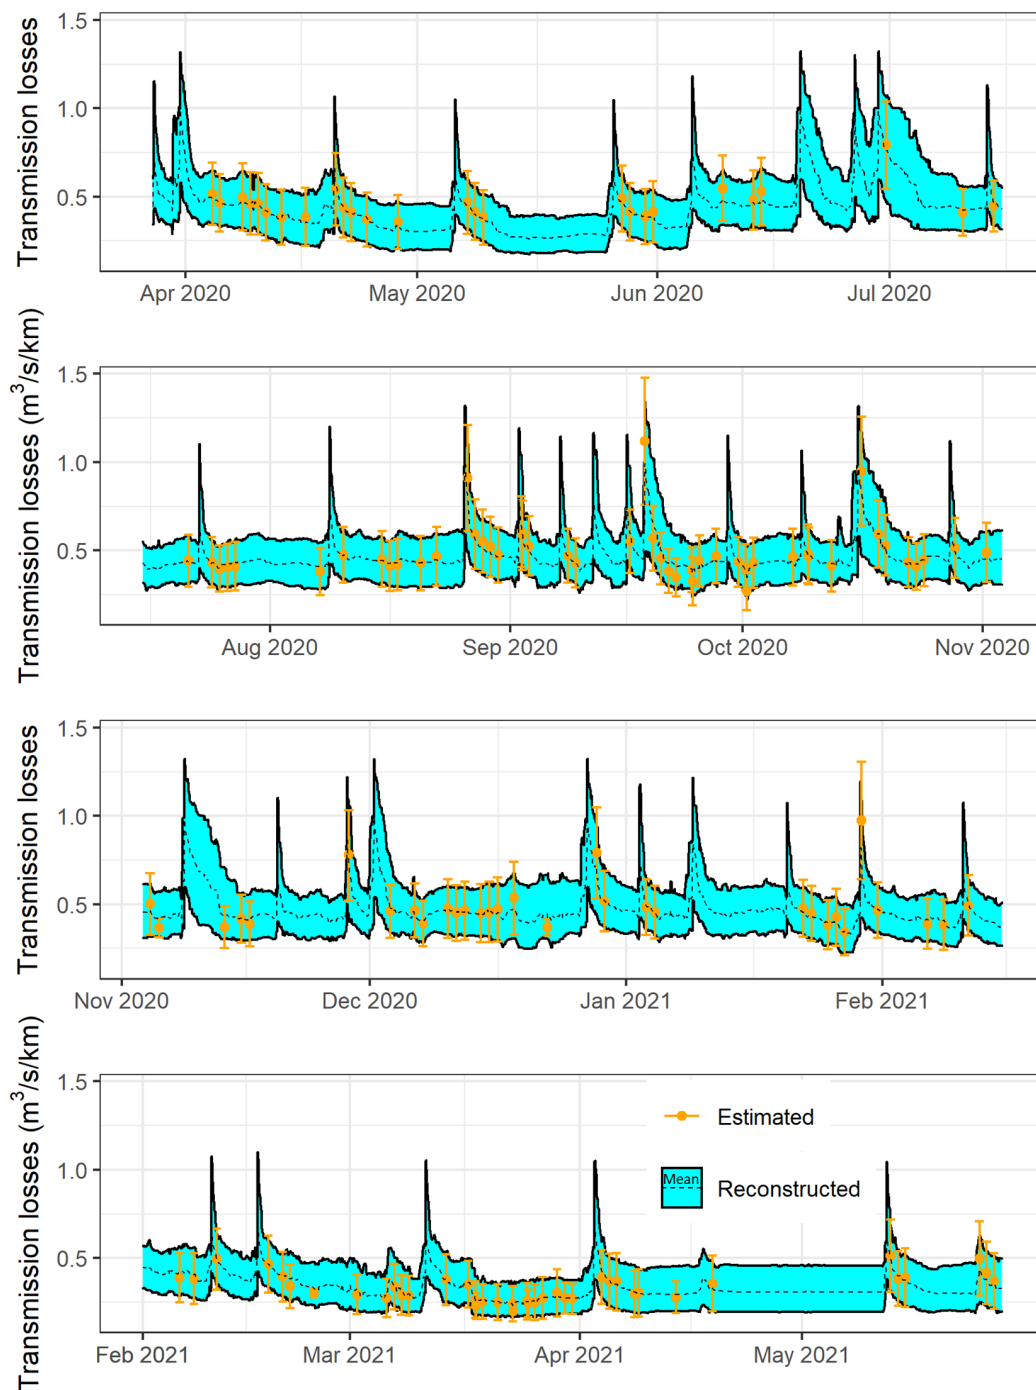 Transmission losses
1.5
1.0
0.5
Apr 2020
May 2020
Jun 2020
Jul 2020
Transmission losses (m³/s/km)
1.5
1.0
0.5
Aug 2020
Sep 2020
Oct 2020
Nov 2020
Transmission losses
1.5
1.0
0.5
Nov 2020
Dec 2020
Jan 2021
Feb 2021
Transmission losses (m³/s/km)
1.5
1.0
0.5
Estimated
Mean
Reconstructed
Feb 2021
Mar 2021
Apr 2021
May 2021